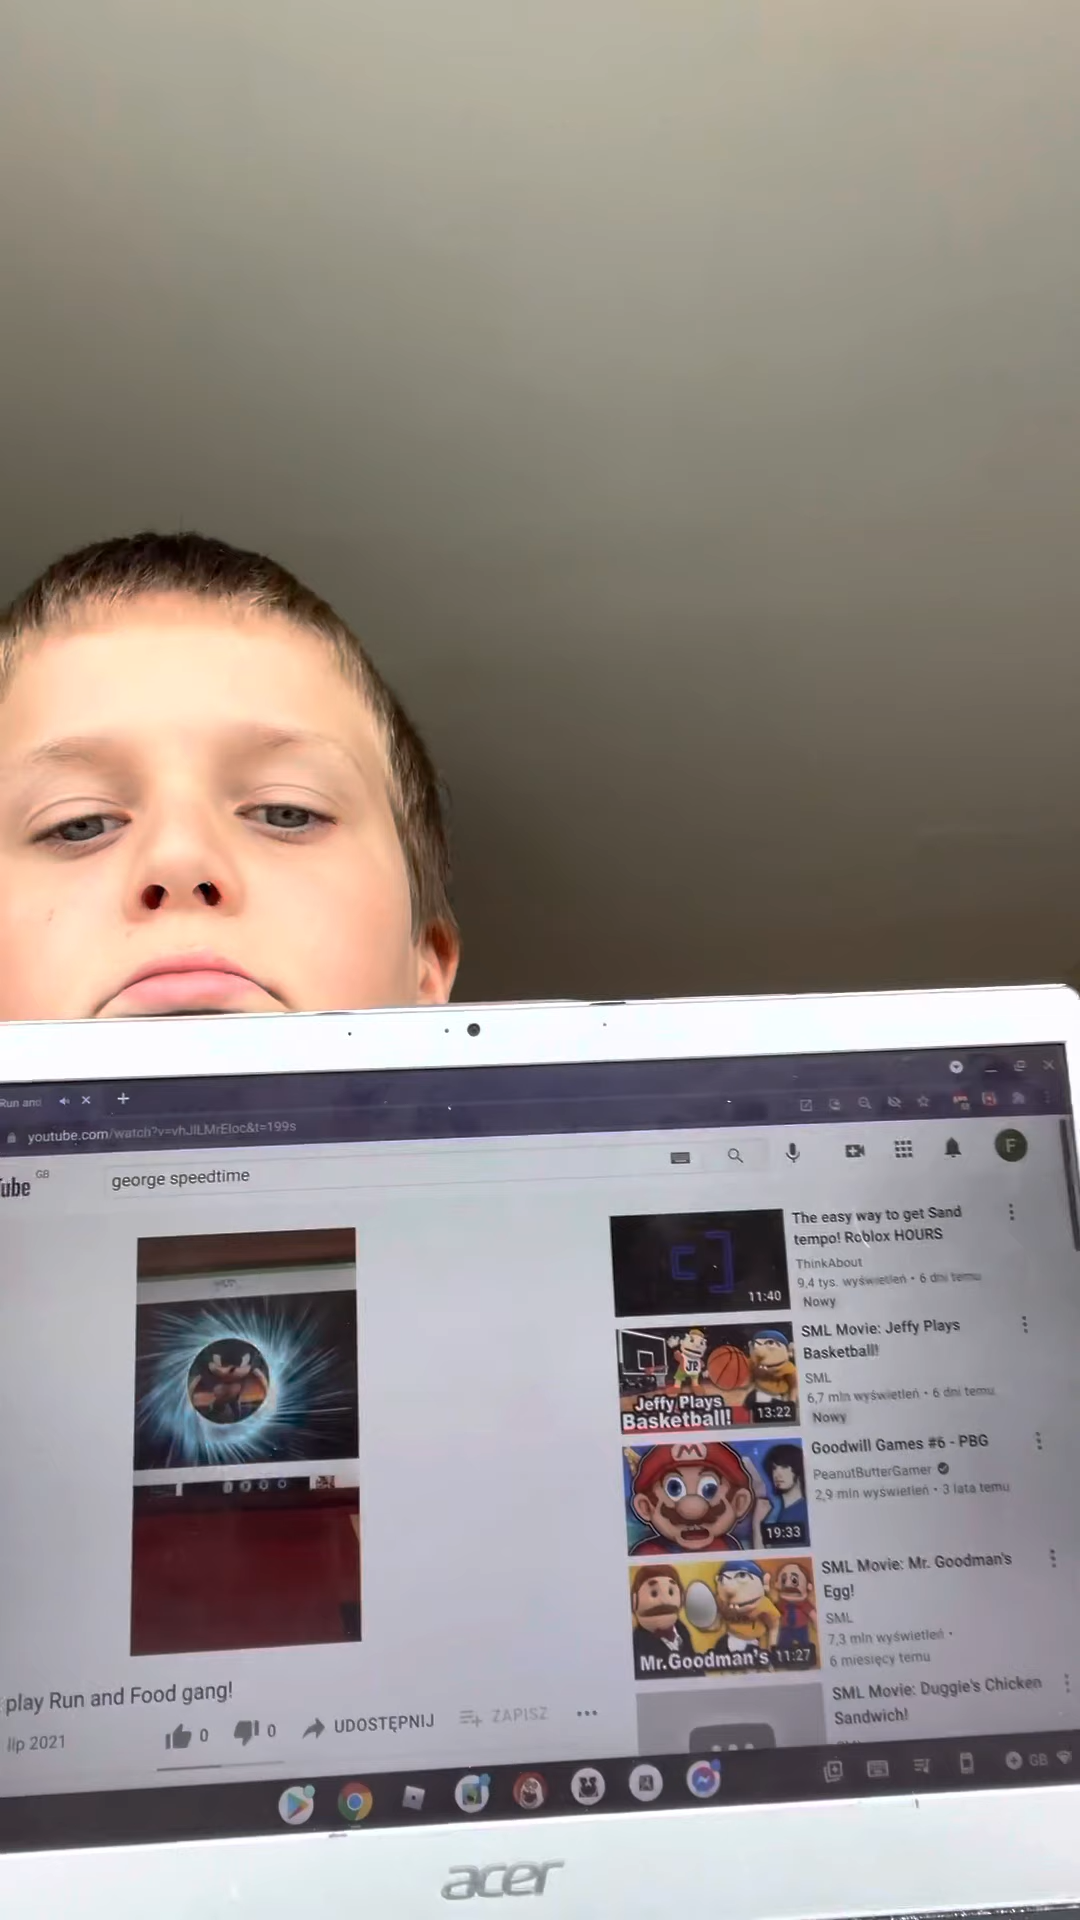 Run and
youtube.com/watch?v=vhJILMrEloc&t=199s
Tube GB
george speedtime
F
The easy way to get Sand
tempo! Roblox HOURS
ThinkAbout
9,4 tys. wyświetleń • 6 dni temu
Nowy
11:40
SML Movie: Jeffy Plays
Basketball!
SML
6,7 mln wyświetleń • 6 dni temu
Nowy
JR
Jeffy Plays
Basketball!
13:22
Goodwill Games #6 - PBG
PeanutButterGamer
2,9 mln wyświetleń • 3 lata temu
M
19:33
SML Movie: Mr. Goodman's
Egg!
SML
7,3 mln wyświetleń •
6 miesięcy temu
Mr.Goodman's
11:27
SML Movie: Duggie's Chicken
Sandwich!
play Run and Food gang!
lip 2021
0
0
UDOSTĘPNIJ
ZAPISZ
GB
acer